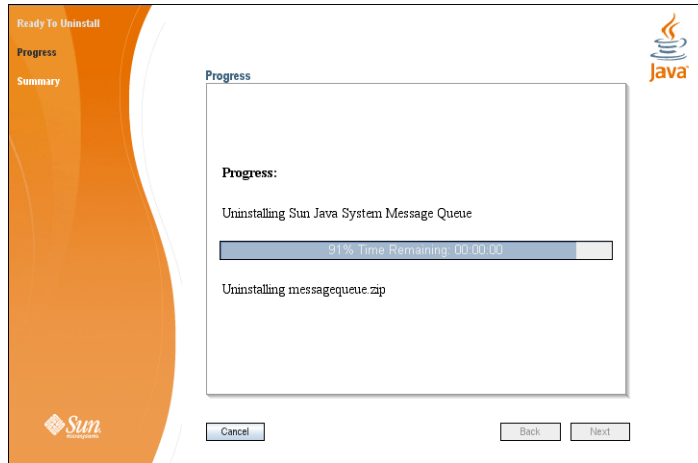 Ready To Uninstall
Progress
Summary
Java
Progress
Progress:
Uninstalling Sun Java System Message Queue
91% Time Remaining: 00:00:00
Uninstalling messagequeue.zip
Sun
microsystems
Cancel
Back
Next